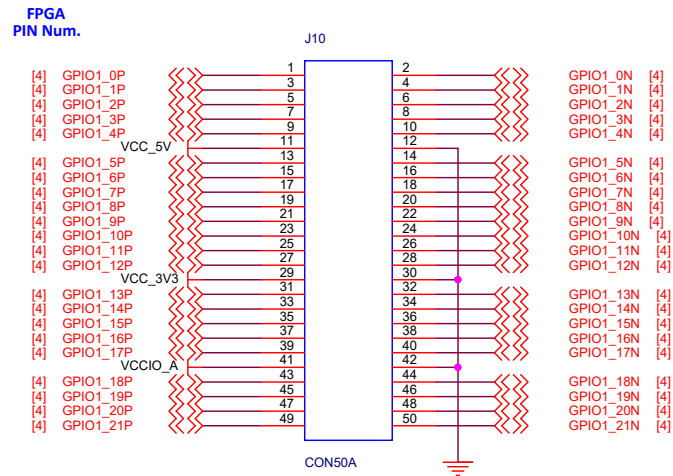 FPGA
PIN Num.
J10
[4] GPIO1_0P 1 2 GPIO1_0N [4]
[4] GPIO1_1P 3 4 GPIO1_1N [4]
[4] GPIO1_2P 5 6 GPIO1_2N [4]
[4] GPIO1_3P 7 8 GPIO1_3N [4]
[4] GPIO1_4P 9 10 GPIO1_4N [4]
VCC_5V 11 12
[4] GPIO1_5P 13 14 GPIO1_5N [4]
[4] GPIO1_6P 15 16 GPIO1_6N [4]
[4] GPIO1_7P 17 18 GPIO1_7N [4]
[4] GPIO1_8P 19 20 GPIO1_8N [4]
[4] GPIO1_9P 21 22 GPIO1_9N [4]
[4] GPIO1_10P 23 24 GPIO1_10N [4]
[4] GPIO1_11P 25 26 GPIO1_11N [4]
[4] GPIO1_12P 27 28 GPIO1_12N [4]
VCC_3V3 29 30
[4] GPIO1_13P 31 32 GPIO1_13N [4]
[4] GPIO1_14P 33 34 GPIO1_14N [4]
[4] GPIO1_15P 35 36 GPIO1_15N [4]
[4] GPIO1_16P 37 38 GPIO1_16N [4]
[4] GPIO1_17P 39 40 GPIO1_17N [4]
VCCIO_A 41 42
[4] GPIO1_18P 43 44 GPIO1_18N [4]
[4] GPIO1_19P 45 46 GPIO1_19N [4]
[4] GPIO1_20P 47 48 GPIO1_20N [4]
[4] GPIO1_21P 49 50 GPIO1_21N [4]
CON50A